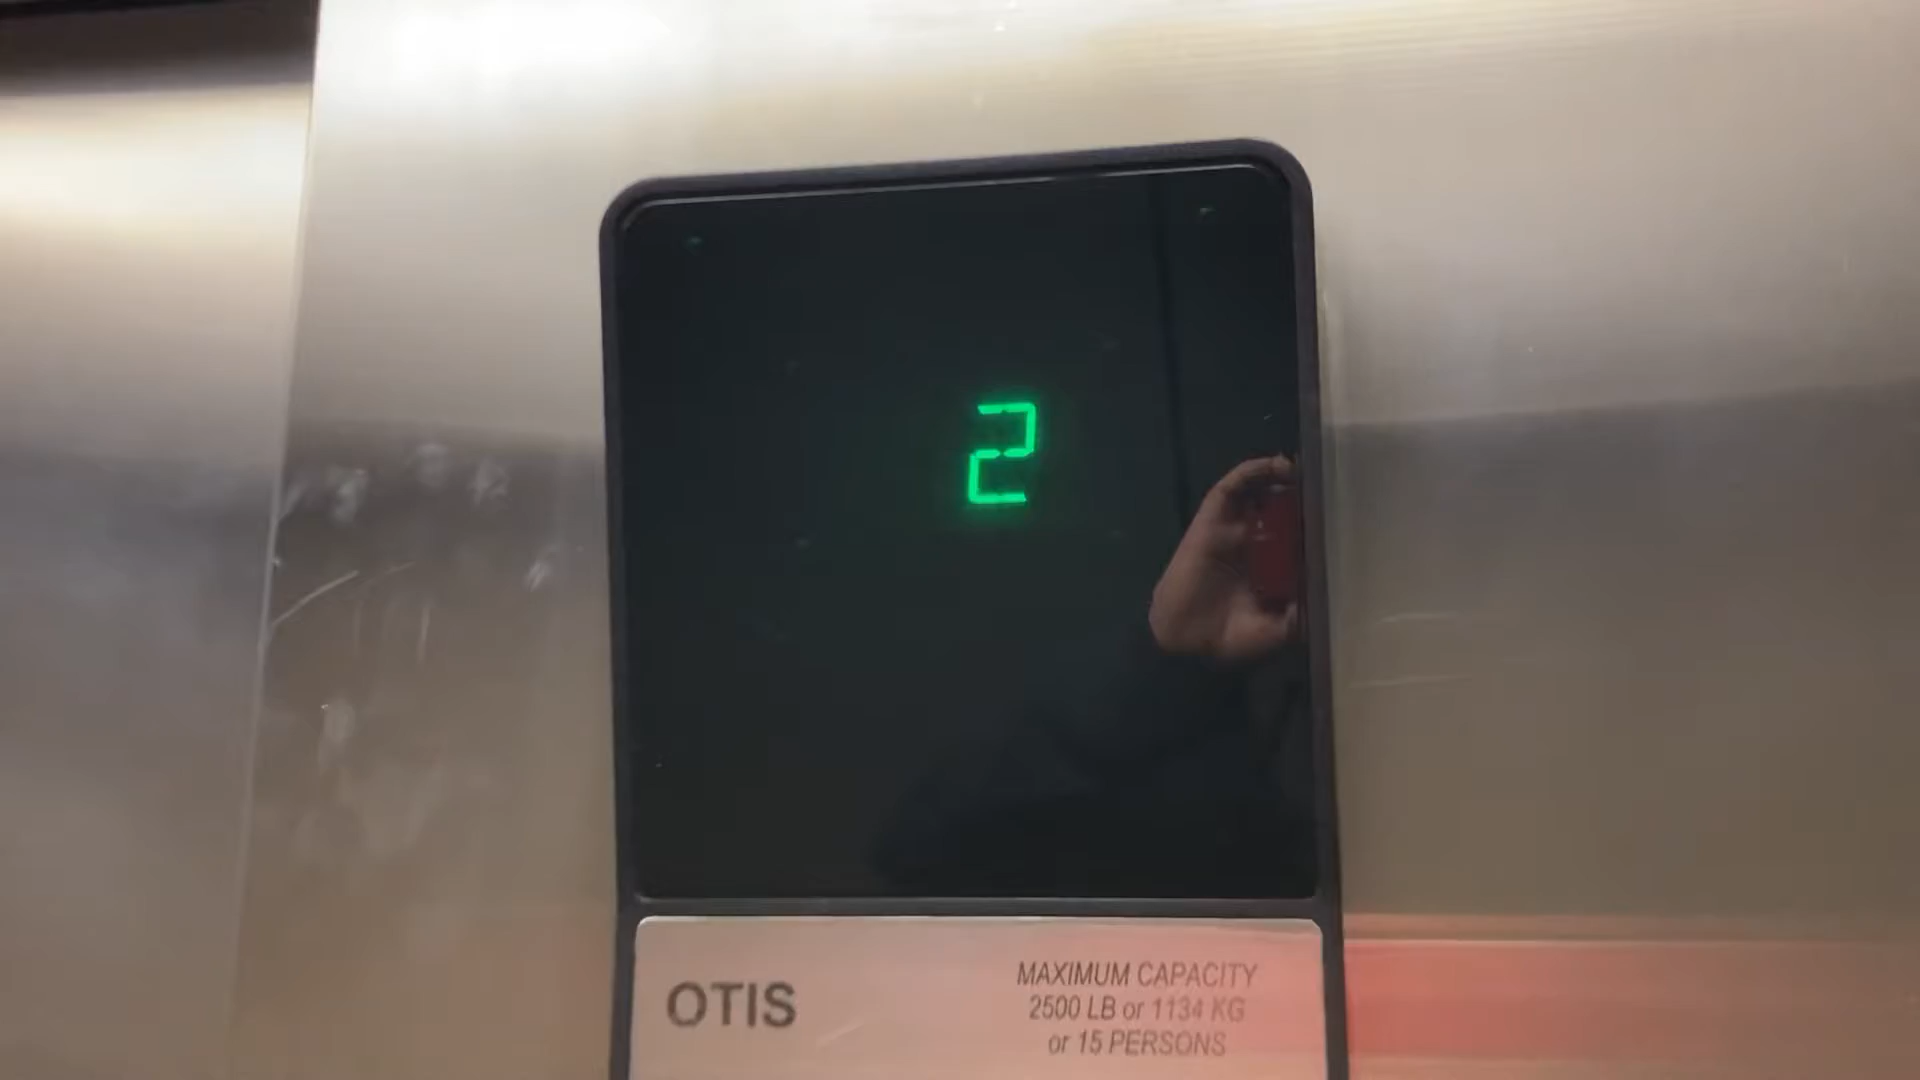 2
OTIS
MAXIMUM CAPACITY
2500 LB or 1134 KG
or 15 PERSONS